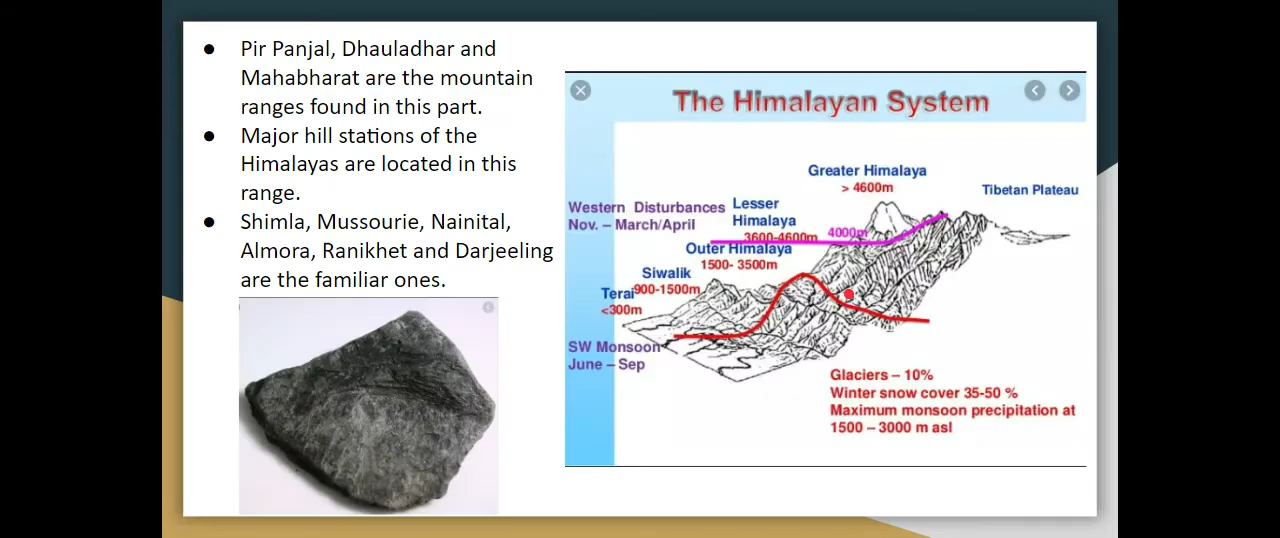 ● Pir Panjal, Dhauladhar and
Mahabharat are the mountain
ranges found in this part.
● Major hill stations of the
Himalayas are located in this
range.
● Shimla, Mussourie, Nainital,
Almora, Ranikhet and Darjeeling
are the familiar ones.
The Himalayan System
Greater Himalaya
> 4600m
Tibetan Plateau
Western Disturbances
Nov. – March/April
Lesser
Himalaya
3600-4600m
4000m
Outer Himalaya
1500- 3500m
Siwalik
900-1500m
Terai
<300m
SW Monsoon
June – Sep
Glaciers – 10%
Winter snow cover 35-50 %
Maximum monsoon precipitation at
1500 – 3000 m asl